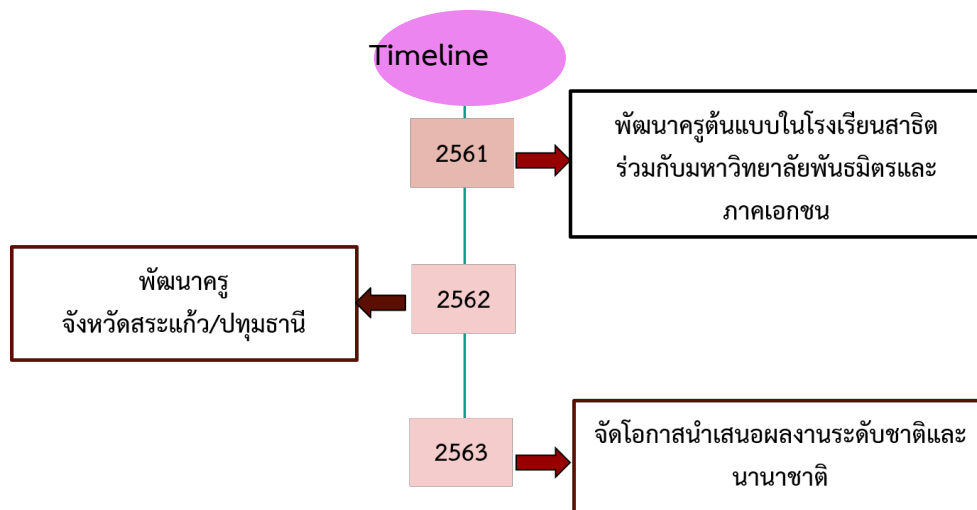 Timeline
2561
พัฒนาครูต้นแบบในโรงเรียนสาธิต
ร่วมกับมหาวิทยาลัยพันธมิตรและ
ภาคเอกชน
2562
พัฒนาครู
จังหวัดสระแก้ว/ปทุมธานี
2563
จัดโอกาสนำเสนอผลงานระดับชาติและ
นานาชาติ